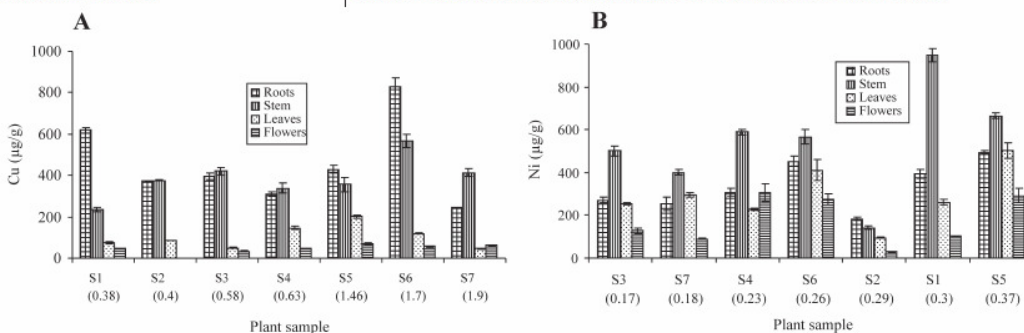 A
Cu (µg/g)
1000
800
600
400
200
0
Roots
Stem
Leaves
Flowers
S1 S2 S3 S4 S5 S6 S7
(0.38) (0.4) (0.58) (0.63) (1.46) (1.7) (1.9)
Plant sample
B
Ni (µg/g)
1000
800
600
400
200
0
Roots
Stem
Leaves
Flowers
S3 S7 S4 S6 S2 S1 S5
(0.17) (0.18) (0.23) (0.26) (0.29) (0.3) (0.37)
Plant sample